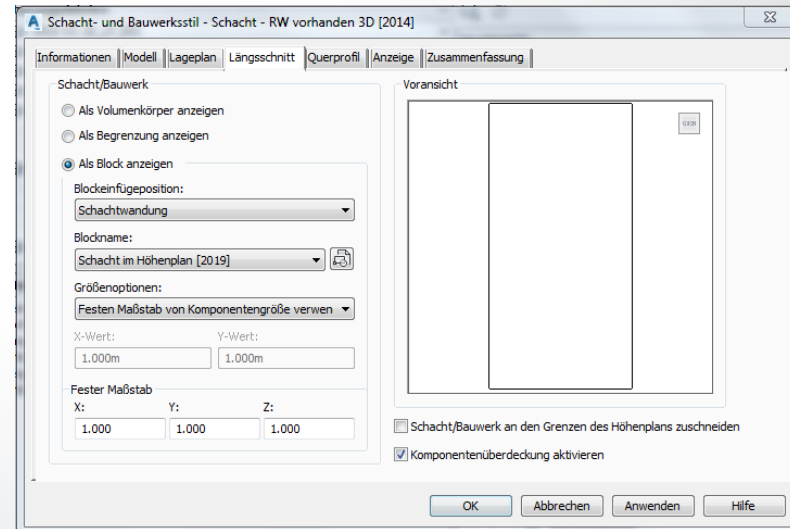 Schacht- und Bauwerksstil - Schacht - RW vorhanden 3D [2014]
Informationen Modell Lageplan Längsschnitt Querprofil Anzeige Zusammenfassung
Schacht/Bauwerk
Als Volumenkörper anzeigen
Als Begrenzung anzeigen
Als Block anzeigen
Blockeinfügeposition:
Schachtwandung
Blockname:
Schacht im Höhenplan [2019]
Größenoptionen:
Festen Maßstab von Komponentengröße verwen
X-Wert: Y-Wert:
1.000m 1.000m
Fester Maßstab
X: Y: Z:
1.000 1.000 1.000
Voransicht
Schacht/Bauwerk an den Grenzen des Höhenplans zuschneiden
Komponentenüberdeckung aktivieren
OK Abbrechen Anwenden Hilfe